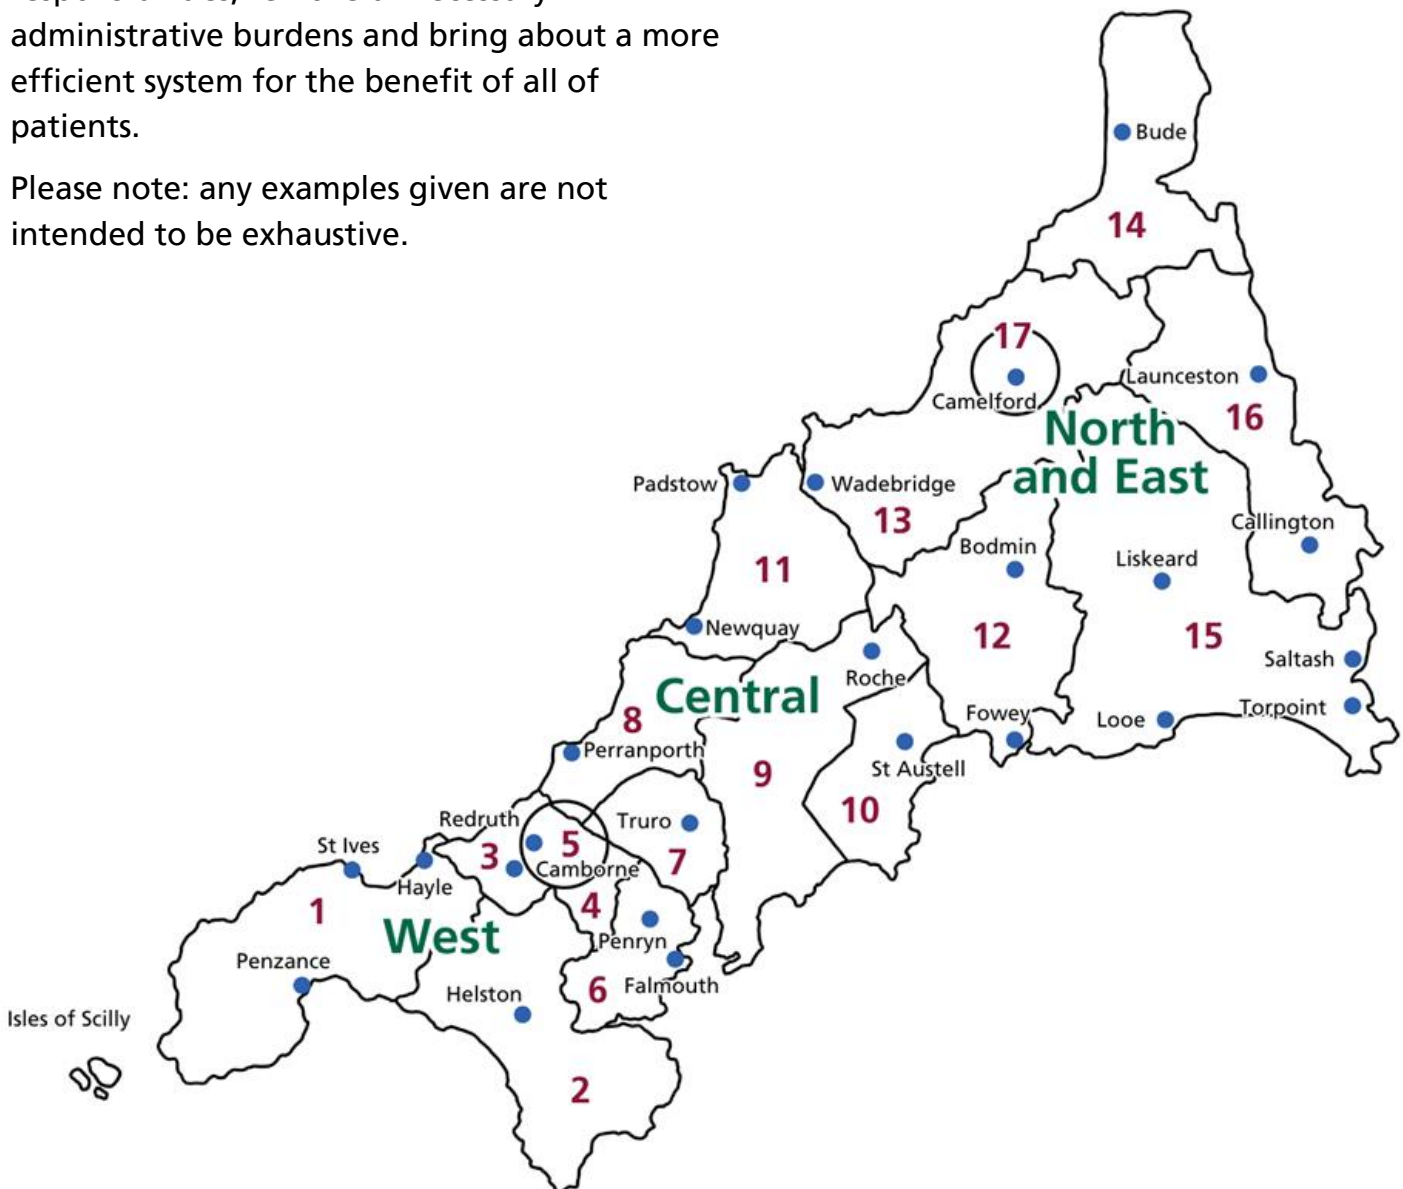 administrative burdens and bring about a more
efficient system for the benefit of all of
patients.
Please note: any examples given are not
intended to be exhaustive.
Bude
14
17
Camelford
Launceston
16
North
and East
Padstow
Wadebridge
13
Callington
Bodmin
Liskeard
11
12
15
Newquay
Roche
Saltash
Central
8
Fowey
Looe
Torpoint
Perranporth
9
St Austell
10
Redruth
Truro
5
3
7
Camborne
St Ives
Hayle
1
4
West
Penryn
Penzance
6
Falmouth
Helston
Isles of Scilly
2